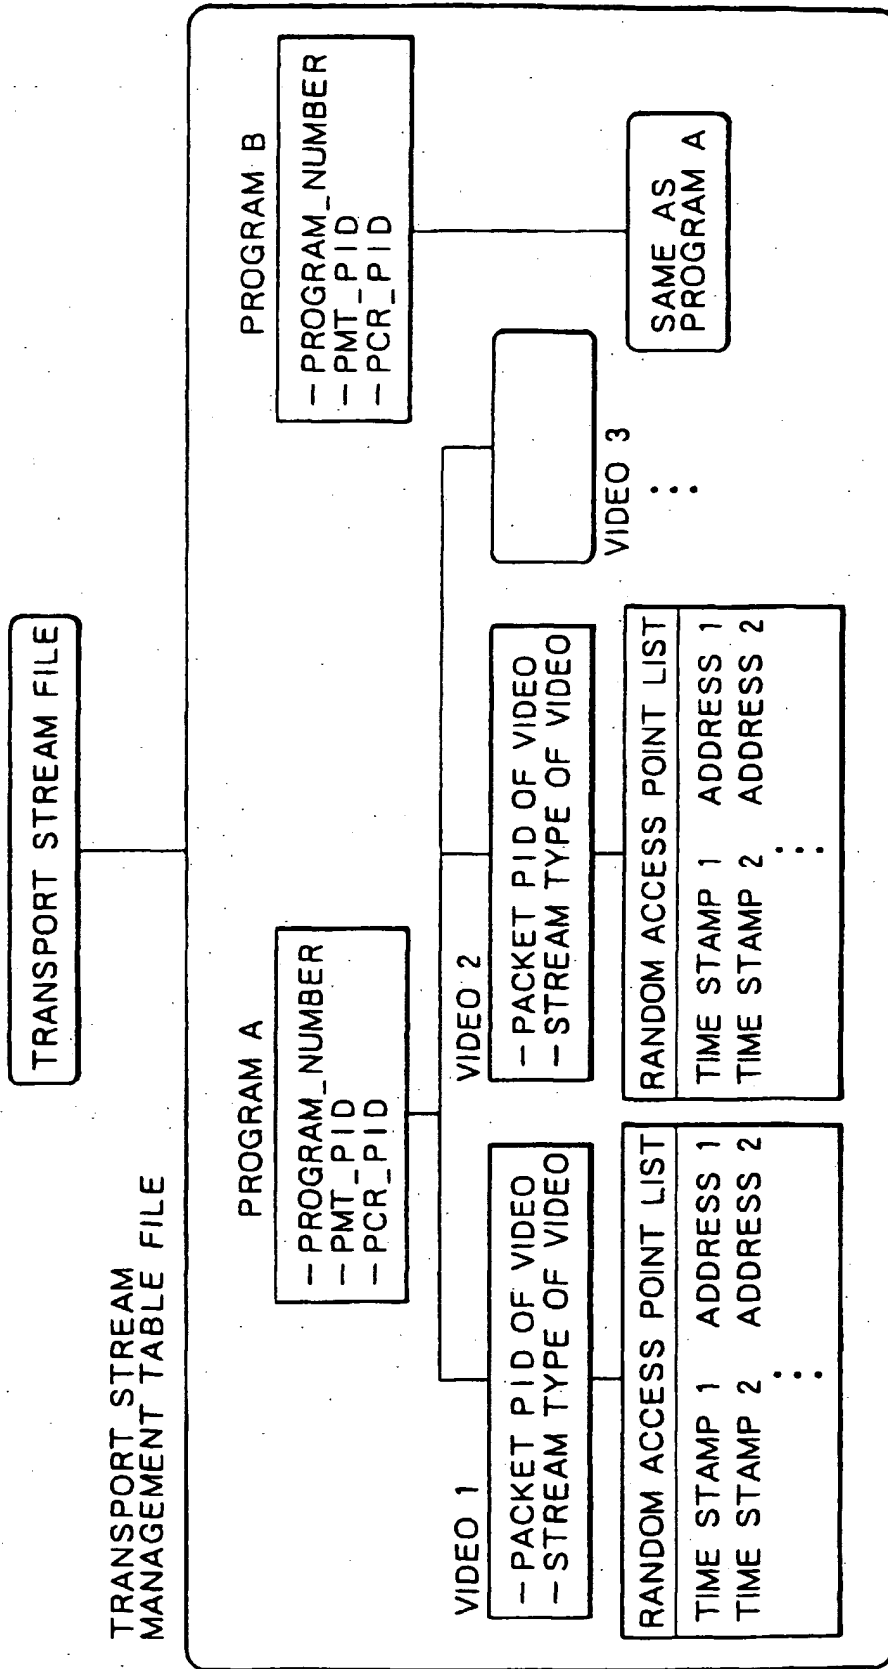 TRANSPORT STREAM FILE
TRANSPORT STREAM
MANAGEMENT TABLE FILE
PROGRAM A
– PROGRAM_NUMBER
– PMT_PID
– PCR_PID
PROGRAM B
– PROGRAM_NUMBER
– PMT_PID
– PCR_PID
VIDEO 1
– PACKET PID OF VIDEO
– STREAM TYPE OF VIDEO
RANDOM ACCESS POINT LIST
TIME STAMP 1 ADDRESS 1
TIME STAMP 2 ADDRESS 2
⋮
VIDEO 2
– PACKET PID OF VIDEO
– STREAM TYPE OF VIDEO
RANDOM ACCESS POINT LIST
TIME STAMP 1 ADDRESS 1
TIME STAMP 2 ADDRESS 2
⋮
VIDEO 3
⋮
SAME AS
PROGRAM A